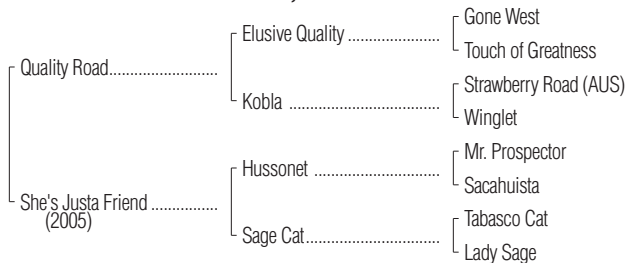 Quality Road
She's Justa Friend
(2005)
Elusive Quality
Kobla
Hussonet
Sage Cat
Gone West
Touch of Greatness
Strawberry Road (AUS)
Winglet
Mr. Prospector
Sacahuista
Tabasco Cat
Lady Sage